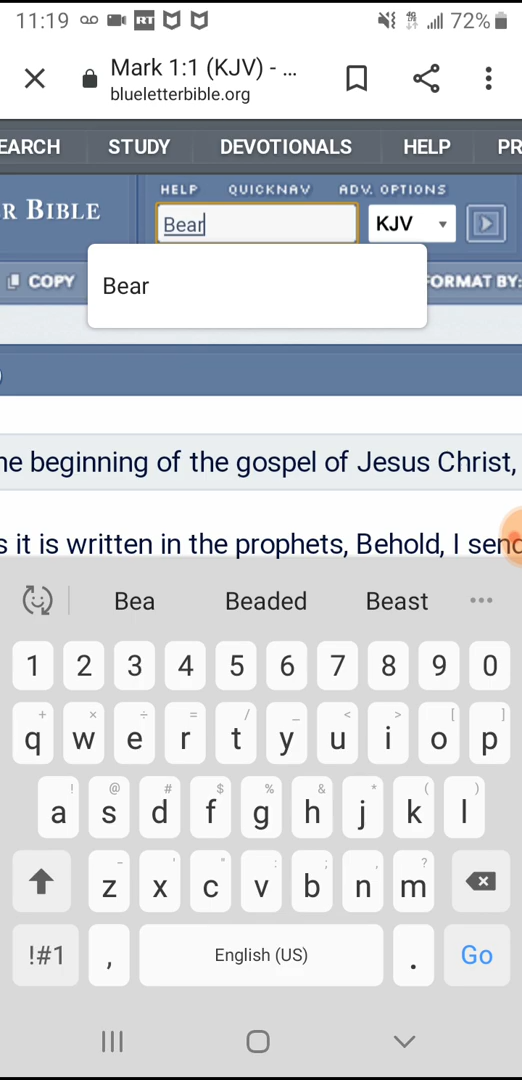 11:19 RT 72%
Mark 1:1 (KJV) - ...
blueletterbible.org
EARCH STUDY DEVOTIONALS HELP PR
HELP QUICKNAV ADV. OPTIONS
R BIBLE Bear KJV
COPY FORMAT BY:
Bear
)
he beginning of the gospel of Jesus Christ,
s it is written in the prophets, Behold, I send
Bea Beaded Beast ...
1 2 3 4 5 6 7 8 9 0
+ × ÷ = / _ < > [ ]
q w e r t y u i o p
! @ # $ % & * ( )
a s d f g h j k l
- ' " : ; , ?
z x c v b n m
!#1 , English (US) . Go